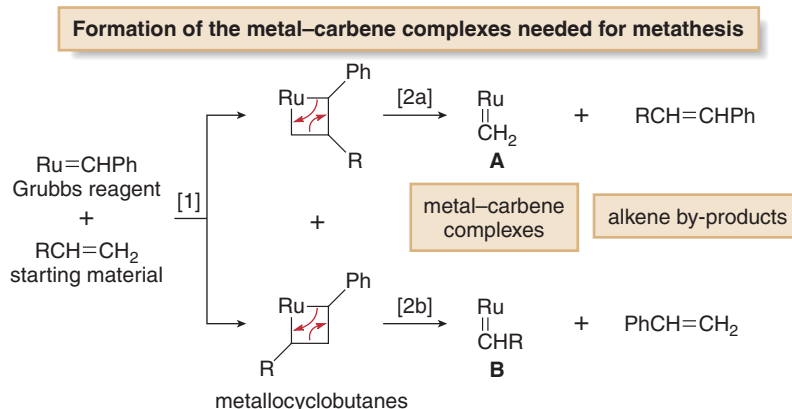 Formation of the metal–carbene complexes needed for metathesis
Ru=CHPh
Grubbs reagent
+
RCH=CH₂
starting material
[1]
Ph
Ru
R
[2a]
Ru
CH₂
A
+
RCH=CHPh
+
metal–carbene
complexes
alkene by-products
Ph
Ru
R
metallocyclobutanes
[2b]
Ru
CHR
B
+
PhCH=CH₂